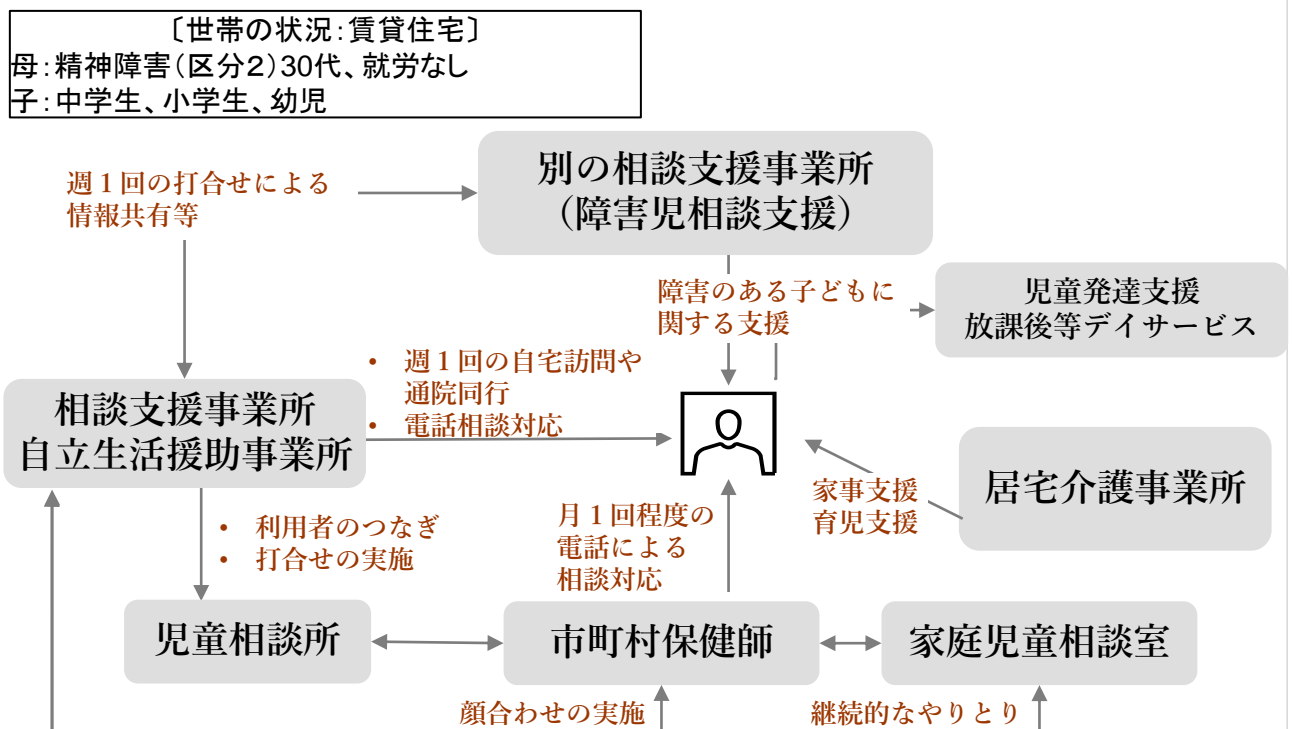 〔世帯の状況：賃貸住宅〕
母：精神障害（区分２）30代、就労なし
子：中学生、小学生、幼児
別の相談支援事業所
（障害児相談支援）
週１回の打合せによる
情報共有等
障害のある子どもに
関する支援
児童発達支援
放課後等デイサービス
• 週１回の自宅訪問や
通院同行
• 電話相談対応
相談支援事業所
自立生活援助事業所
家事支援
育児支援
居宅介護事業所
• 利用者のつなぎ
• 打合せの実施
月１回程度の
電話による
相談対応
児童相談所
市町村保健師
家庭児童相談室
顔合わせの実施
継続的なやりとり